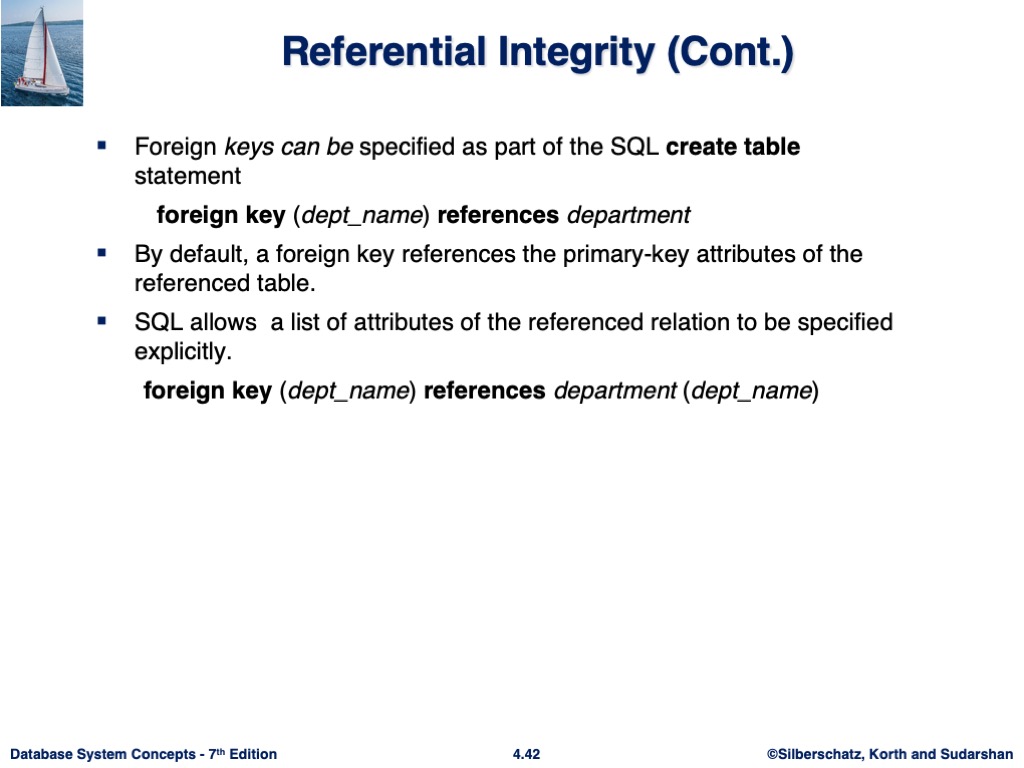 Referential Integrity (Cont.)
▪ Foreign keys can be specified as part of the SQL create table
statement
foreign key (dept_name) references department
▪ By default, a foreign key references the primary-key attributes of the
referenced table.
▪ SQL allows  a list of attributes of the referenced relation to be specified
explicitly.
foreign key (dept_name) references department (dept_name)
Database System Concepts - 7th Edition
4.42
©Silberschatz, Korth and Sudarshan